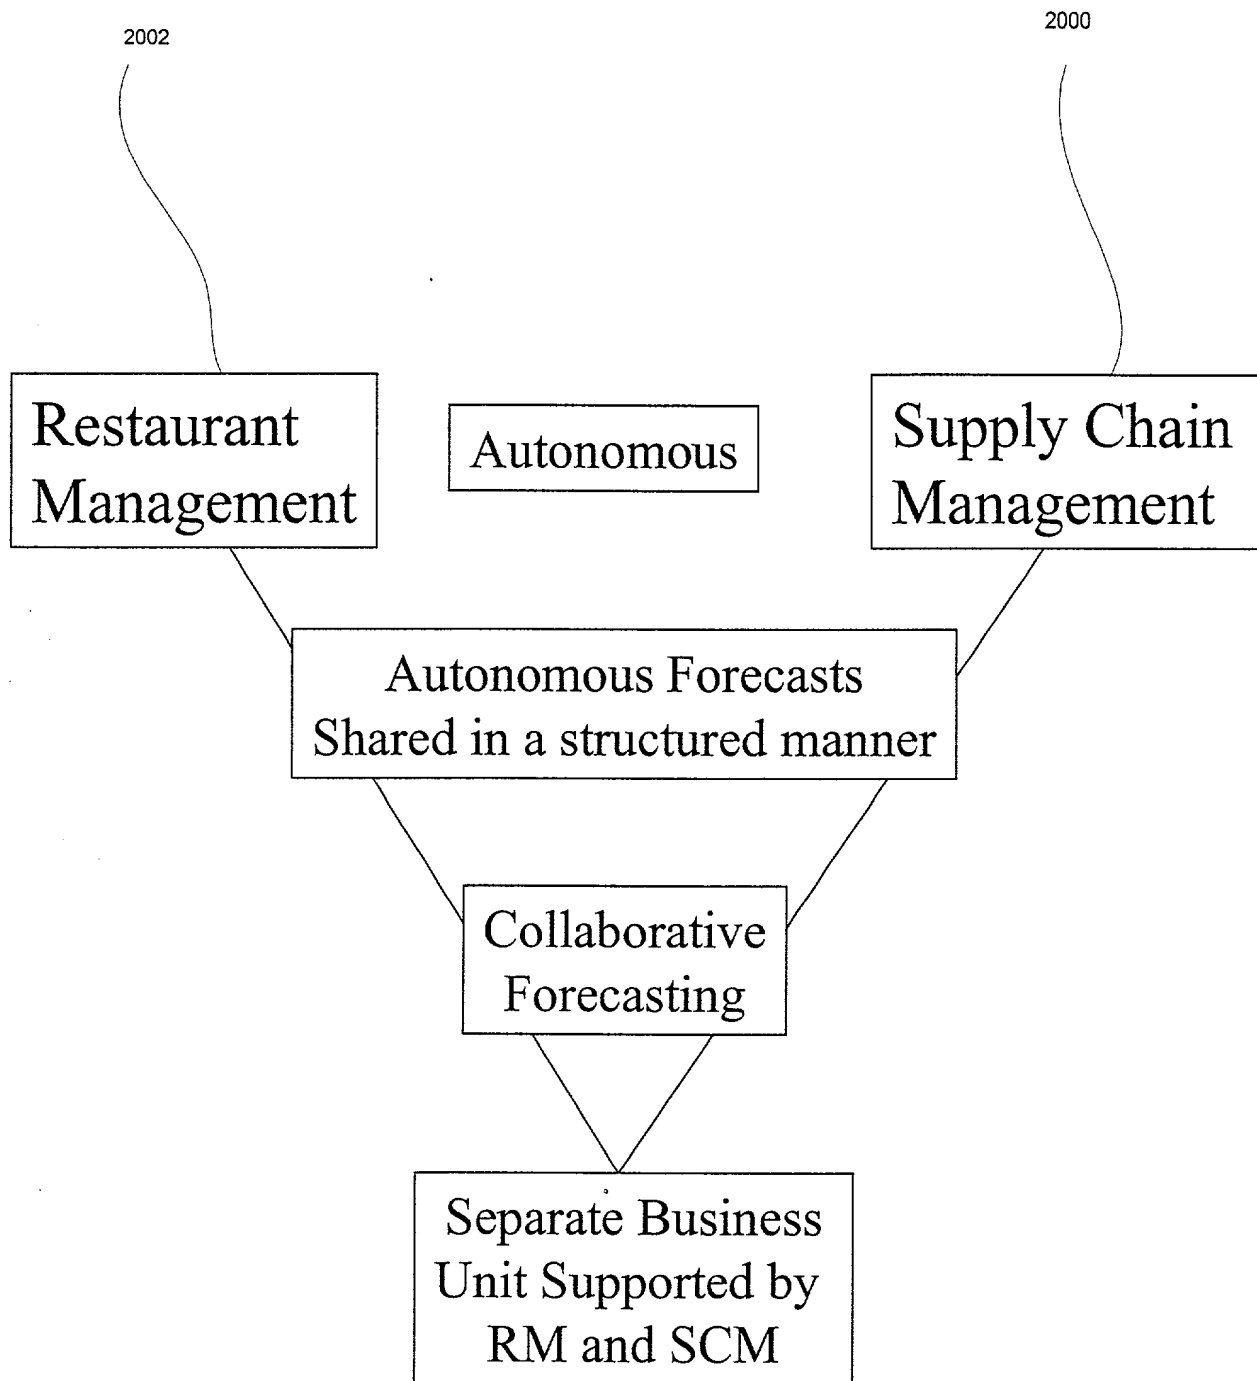 2002
2000
Restaurant
Management
Autonomous
Supply Chain
Management
Autonomous Forecasts
Shared in a structured manner
Collaborative
Forecasting
Separate Business
Unit Supported by
RM and SCM